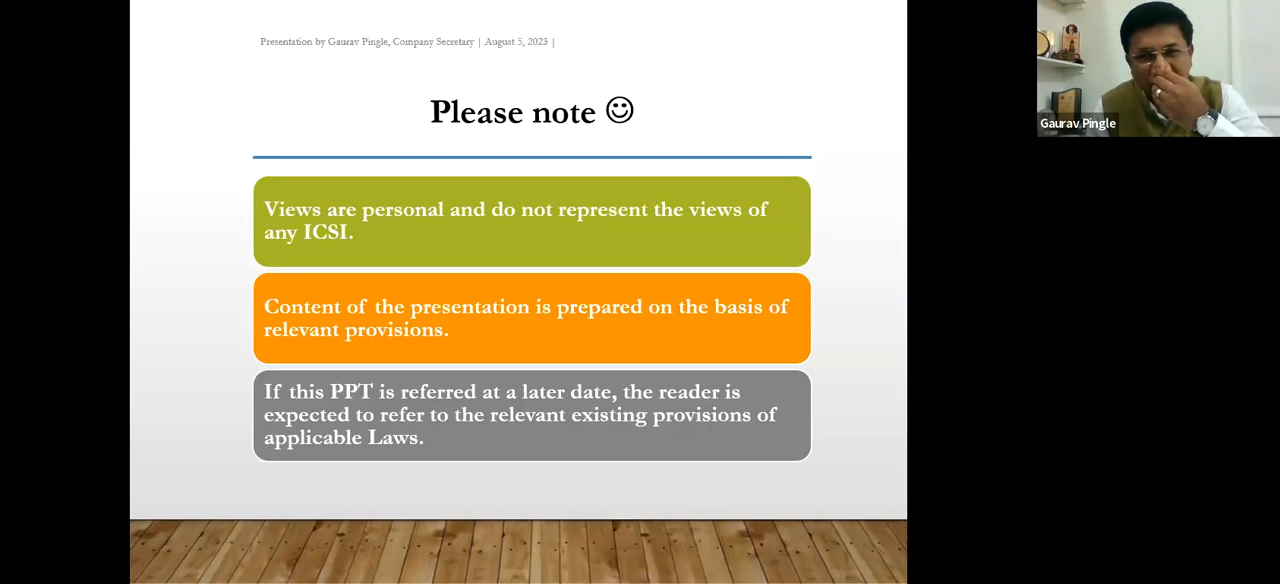 Presentation by Gaurav Pingle, Company Secretary | August 5, 2023 |
Please note ☺
Views are personal and do not represent the views of
any ICSI.
Content of the presentation is prepared on the basis of
relevant provisions.
If this PPT is referred at a later date, the reader is
expected to refer to the relevant existing provisions of
applicable Laws.
Gaurav Pingle